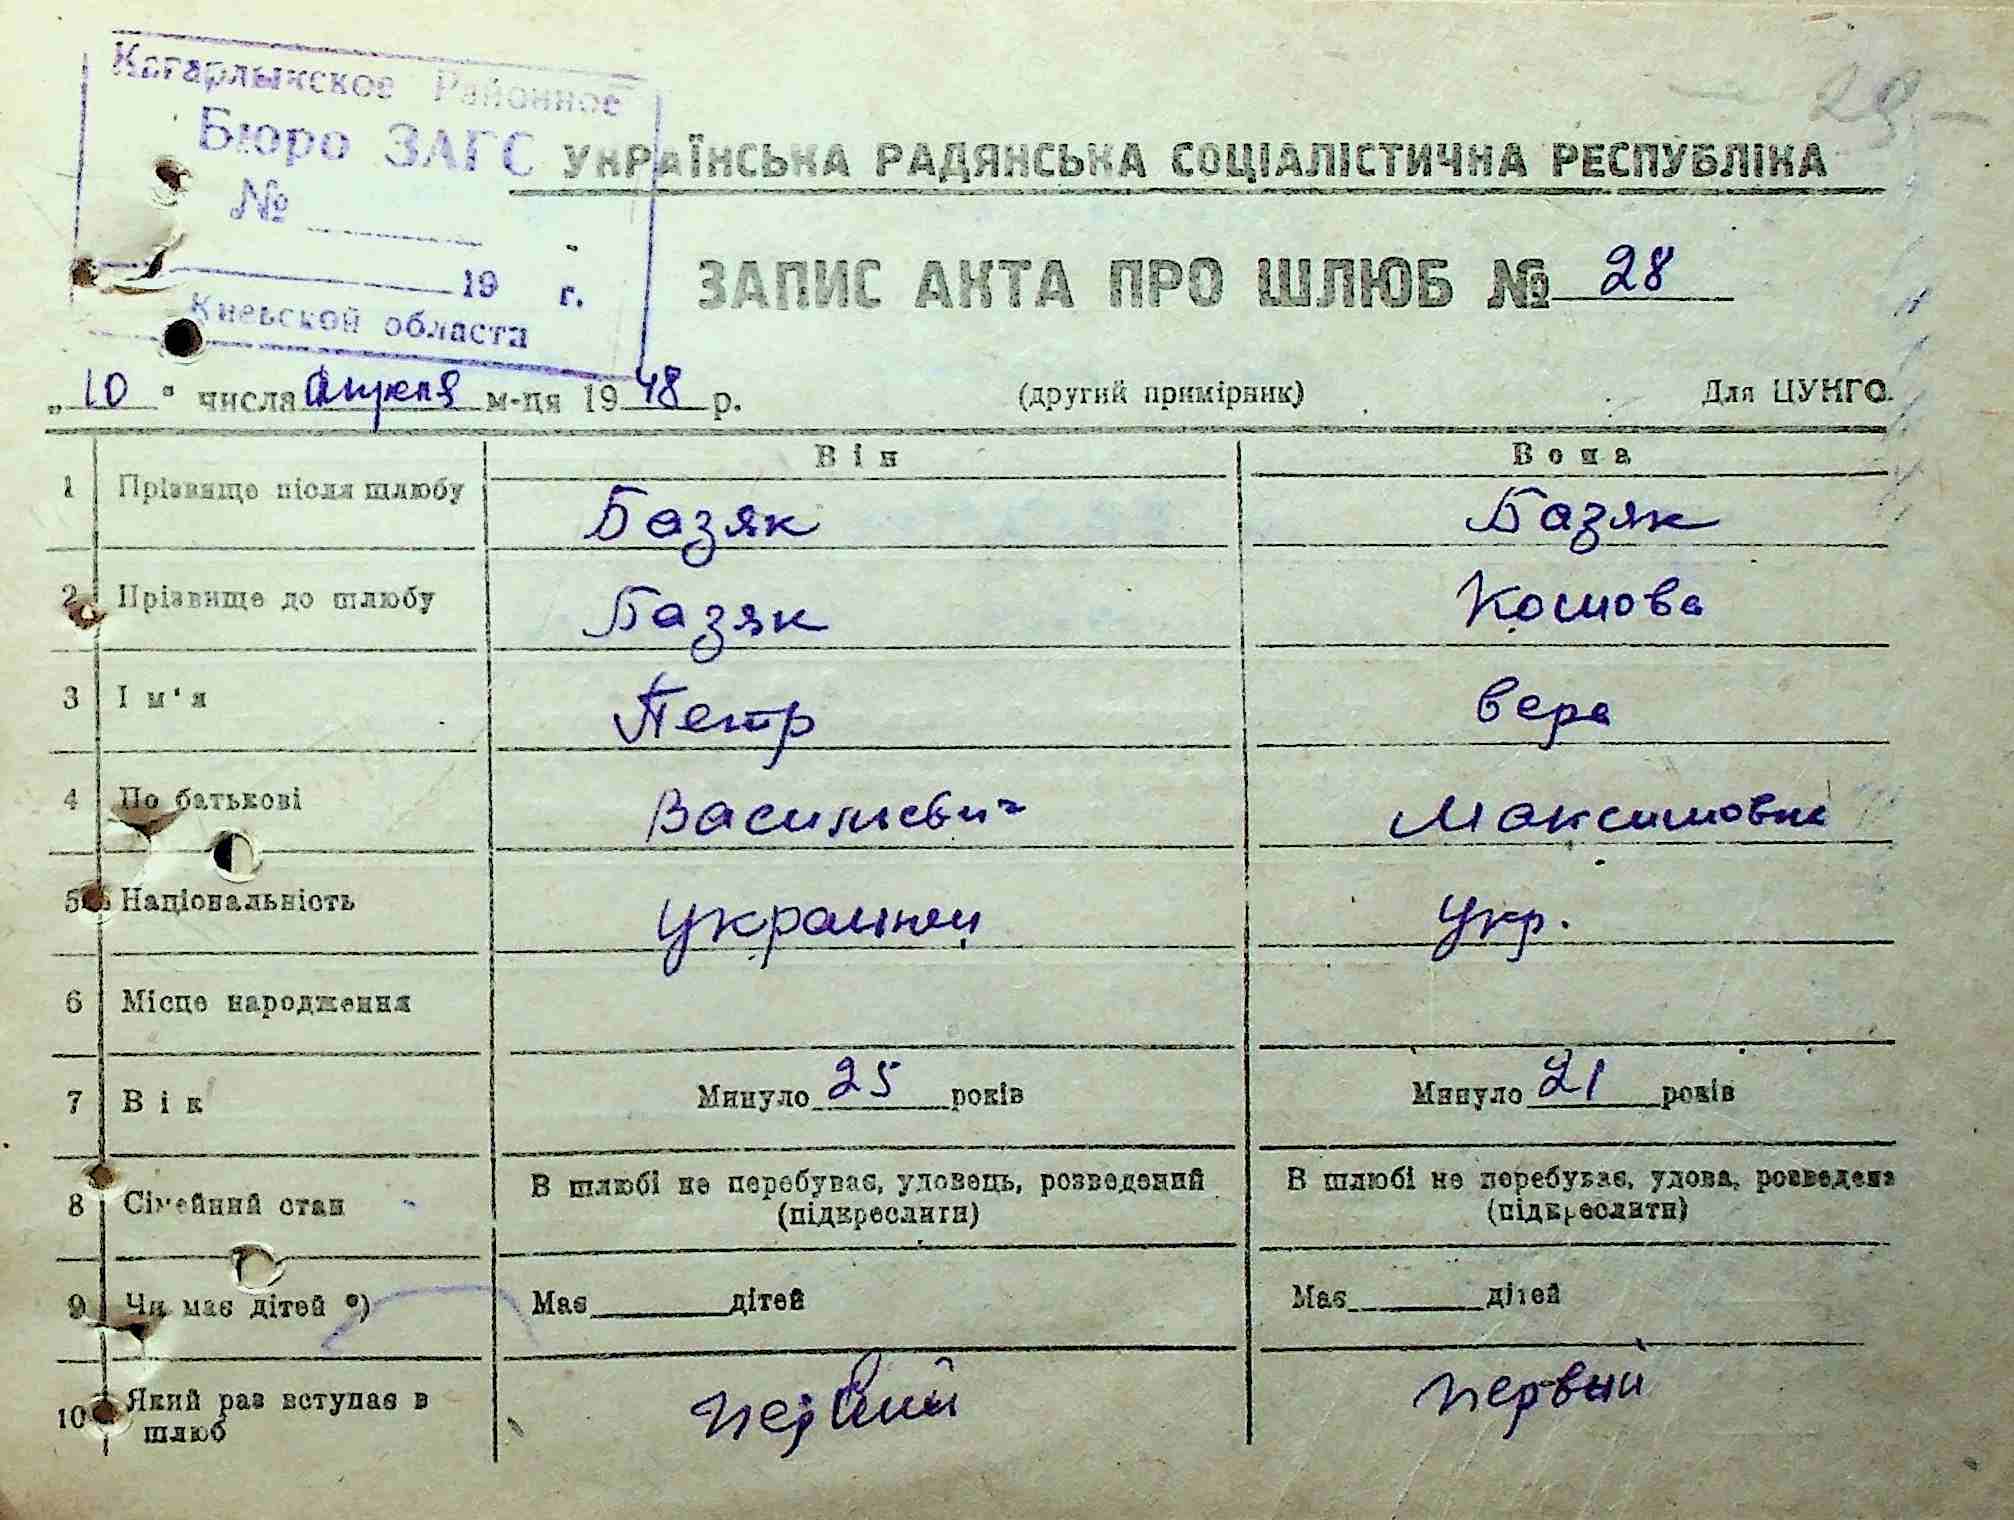 Кагарлыкское Районное
Бюро ЗАГС
№
19 г.
Киевской области
29
УКРАЇНСЬКА РАДЯНСЬКА СОЦІАЛІСТИЧНА РЕСПУБЛІКА
ЗАПИС АКТА ПРО ШЛЮБ № 28
„10“ числа апреля м-ця 1948 р. (другий примірник) Для ЦУНГО.
Він Вона
1 Прізвище після шлюбу Базяк Базяк
2 Прізвище до шлюбу Базяк
3 Ім'я Петр Вера
4 По батькові Васильевич Максимовна
5 Національність украинец укр.
6 Місце народження
7 Вік Минуло 25 років Минуло 21 років
8 Сімейний стан В шлюбі не перебуває, удовець, розведений В шлюбі не перебуває, удова, розведена
(підкреслити) (підкреслити)
9 Чи має дітей *) Має дітей Має дітей
10 Який раз вступає в шлюб первый первый